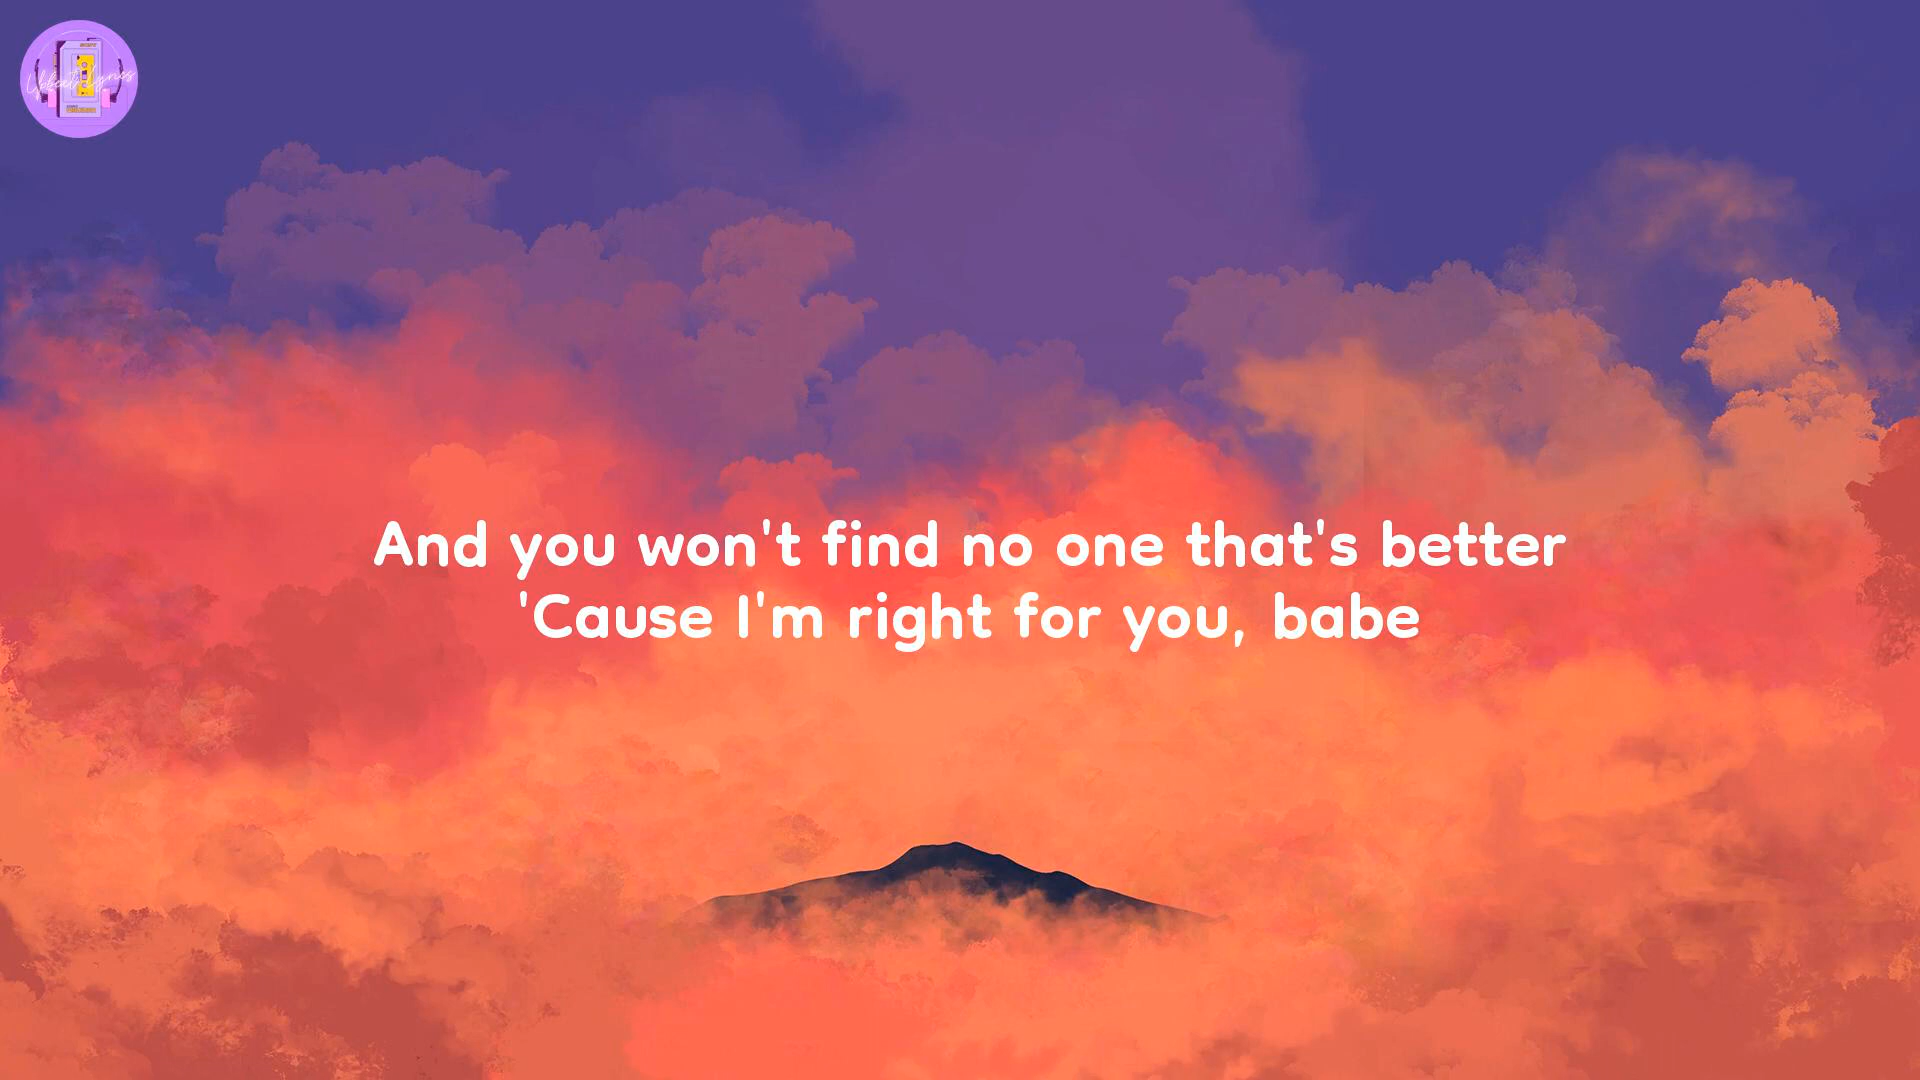 And you won't find no one that's better
'Cause I'm right for you, babe